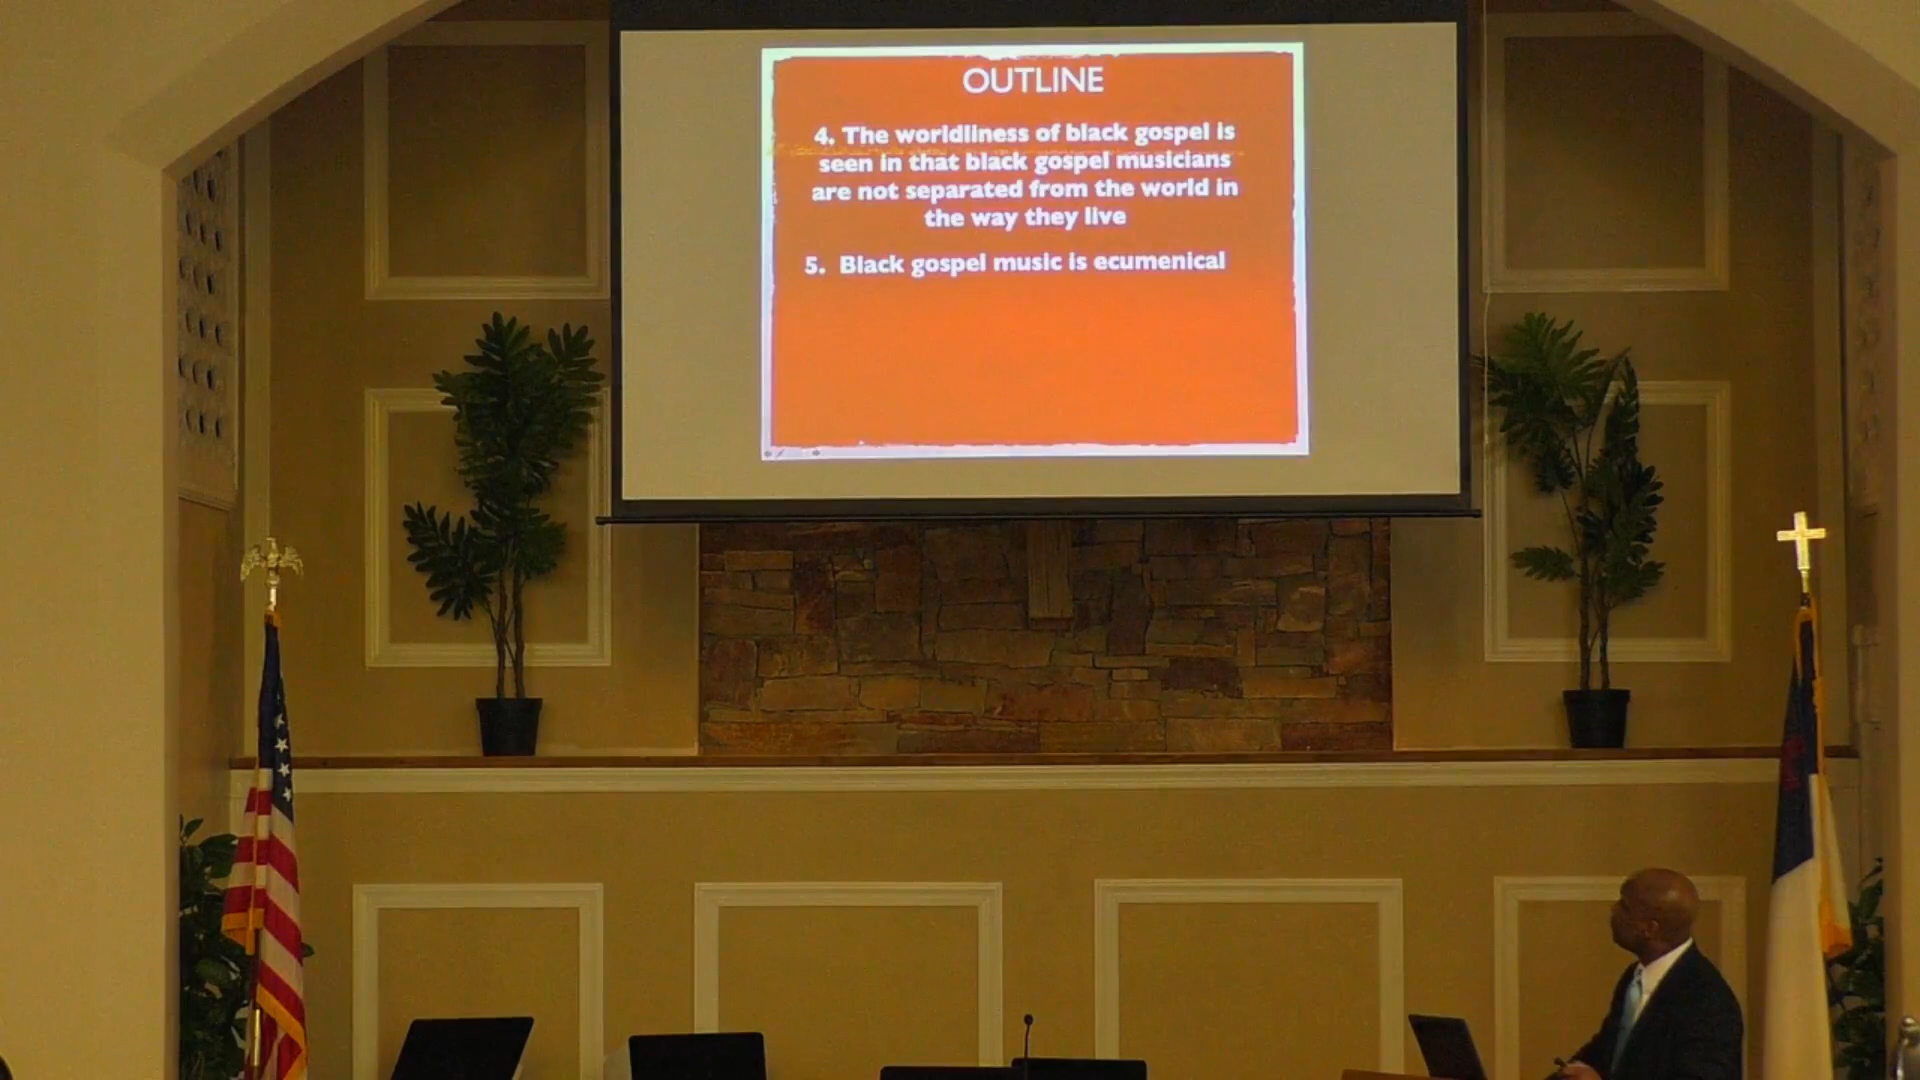 OUTLINE
4. The worldliness of black gospel is
seen in that black gospel musicians
are not separated from the world in
the way they live
5. Black gospel music is ecumenical